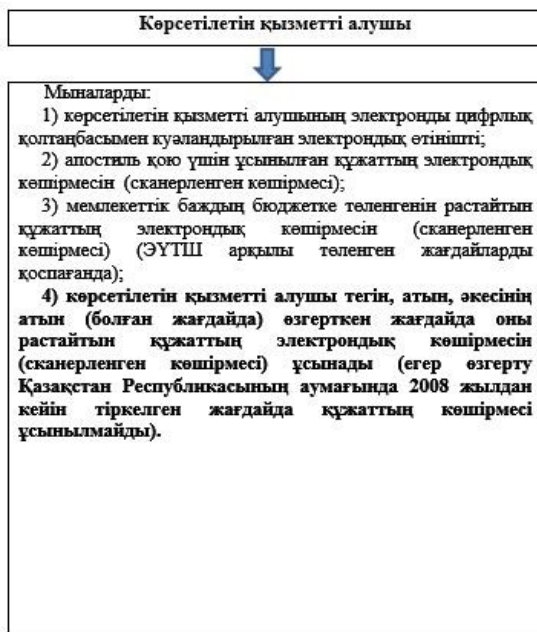 Көрсетілетін қызметті алушы
Мыналарды:
1) көрсетілетін қызметті алушының электронды цифрлық
қолтаңбасымен куәландырылған электрондық өтінішті;
2) апостиль қою үшін ұсынылған құжаттың электрондық
көшірмесін (сканерленген көшірмесі);
3) мемлекеттік баждың бюджетке төленгенін растайтын
құжаттың электрондық көшірмесін (сканерленген
көшірмесі) (ЭҮТШ арқылы төленген жағдайларды
қоспағанда);
4) көрсетілетін қызметті алушы тегін, атын, әкесінің
атын (болған жағдайда) өзгерткен жағдайда оны
растайтын құжаттың электрондық көшірмесін
(сканерленген көшірмесі) ұсынады (егер өзгерту
Қазақстан Республикасының аумағында 2008 жылдан
кейін тіркелген жағдайда құжаттың көшірмесі
ұсынылмайды).